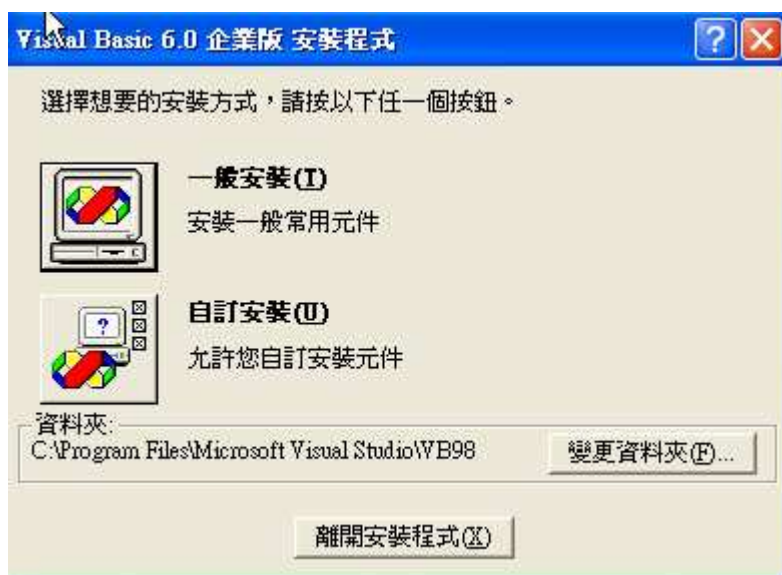 Visual Basic 6.0 企業版 安裝程式
選擇想要的安裝方式，請按以下任一個按鈕。
一般安裝(T)
安裝一般常用元件
?
自訂安裝(U)
允許您自訂安裝元件
資料夾:
C:\Program Files\Microsoft Visual Studio\VB98
變更資料夾(F)...
離開安裝程式(X)